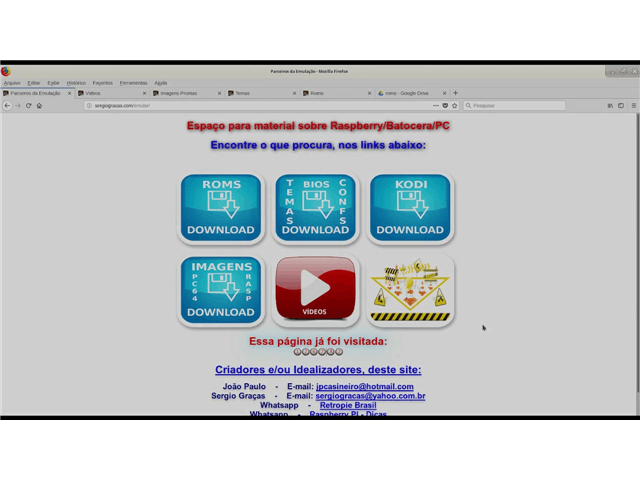 Parceiros da Emulação - Mozilla Firefox
Arquivo Editar Exibir Histórico Favoritos Ferramentas Ajuda
Parceiros da Emulação Vídeos Imagens Prontas Temas Roms roms - Google Drive
sergiogracas.com/emular/ Pesquisar
Espaço para material sobre Raspberry/Batocera/PC
Encontre o que procura, nos links abaixo:
ROMS
DOWNLOAD
TEMAS BIOS CONFS
DOWNLOAD
KODI
DOWNLOAD
IMAGENS
PC64 RASP
DOWNLOAD
VÍDEOS
Essa página já foi visitada:
Criadores e/ou Idealizadores, deste site:
João Paulo - E-mail: jpcasineiro@hotmail.com
Sergio Graças - E-mail: sergiogracas@yahoo.com.br
Whatsapp - Retropie Brasil
Whatsapp - Raspberry PI - Dicas